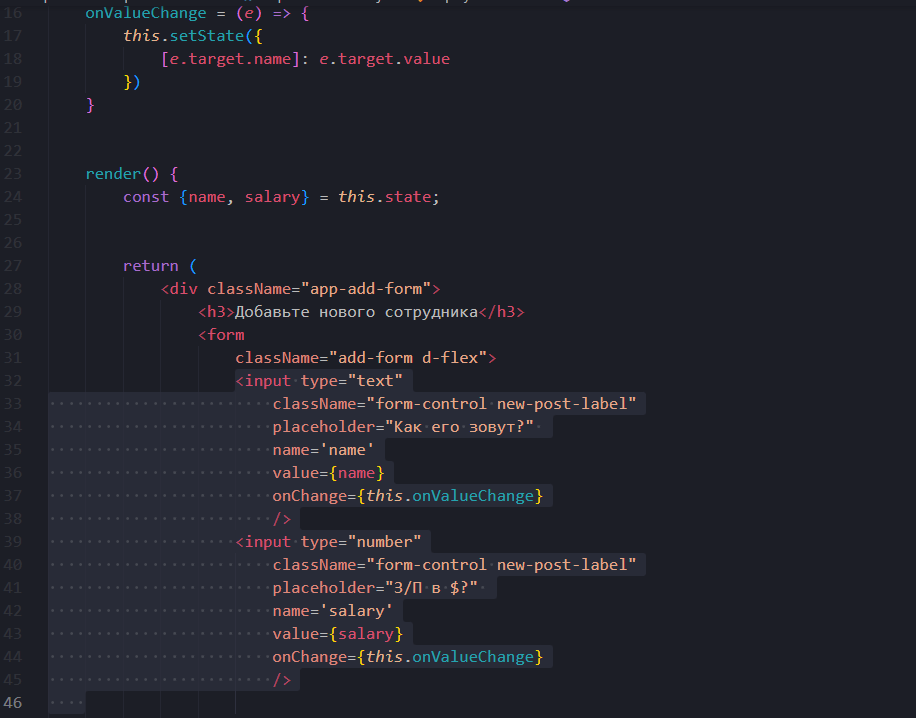 16 onValueChange = (e) => {
17 this.setState({
18 [e.target.name]: e.target.value
19 })
20 }
21
22
23 render() {
24 const {name, salary} = this.state;
25
26
27 return (
28 <div className="app-add-form">
29 <h3>Добавьте нового сотрудника</h3>
30 <form
31 className="add-form d-flex">
32 <input type="text"
33 className="form-control new-post-label"
34 placeholder="Как его зовут?"
35 name='name'
36 value={name}
37 onChange={this.onValueChange}
38 />
39 <input type="number"
40 className="form-control new-post-label"
41 placeholder="З/П в $?"
42 name='salary'
43 value={salary}
44 onChange={this.onValueChange}
45 />
46